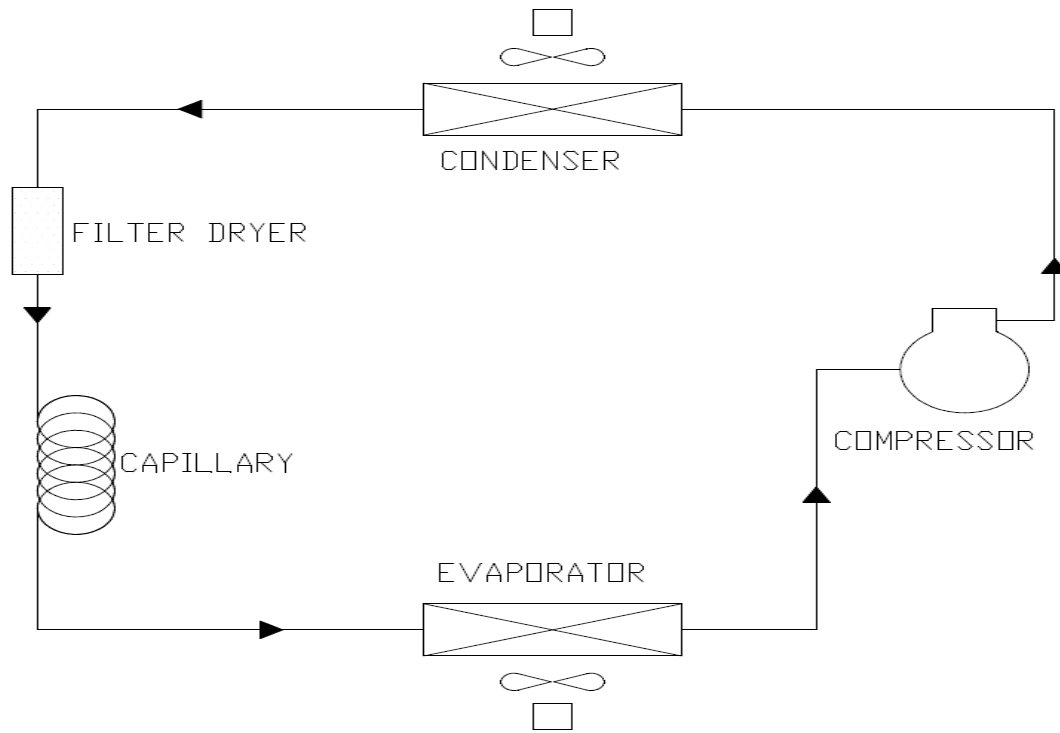 CONDENSER
FILTER DRYER
COMPRESSOR
CAPILLARY
EVAPORATOR